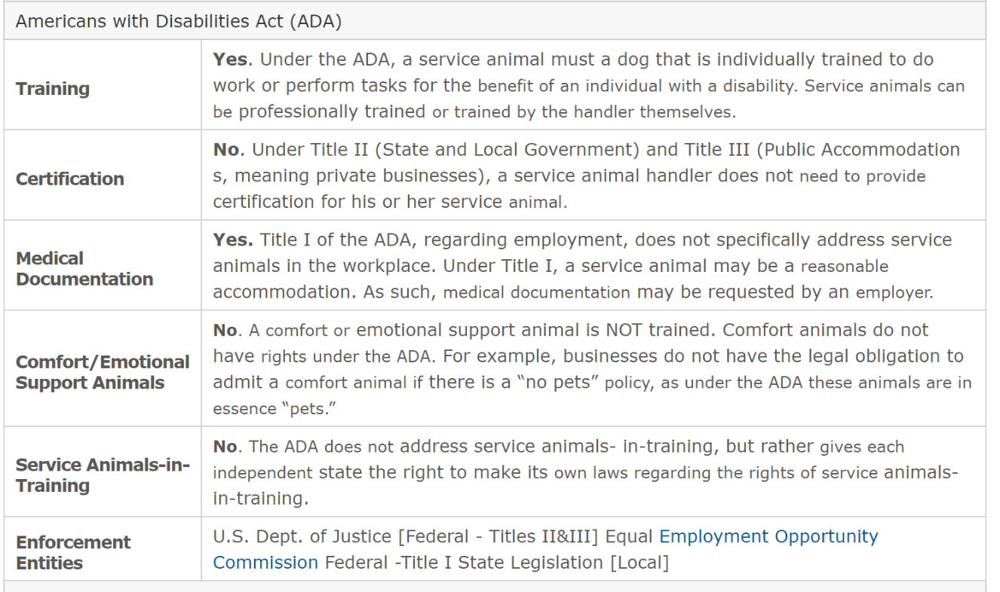 Americans with Disabilities Act (ADA)
Training
Yes. Under the ADA, a service animal must a dog that is individually trained to do
work or perform tasks for the benefit of an individual with a disability. Service animals can
be professionally trained or trained by the handler themselves.
Certification
No. Under Title II (State and Local Government) and Title III (Public Accommodation
s, meaning private businesses), a service animal handler does not need to provide
certification for his or her service animal.
Medical
Documentation
Yes. Title I of the ADA, regarding employment, does not specifically address service
animals in the workplace. Under Title I, a service animal may be a reasonable
accommodation. As such, medical documentation may be requested by an employer.
Comfort/Emotional
Support Animals
No. A comfort or emotional support animal is NOT trained. Comfort animals do not
have rights under the ADA. For example, businesses do not have the legal obligation to
admit a comfort animal if there is a “no pets” policy, as under the ADA these animals are in
essence “pets.”
Service Animals-in-
Training
No. The ADA does not address service animals- in-training, but rather gives each
independent state the right to make its own laws regarding the rights of service animals-
in-training.
Enforcement
Entities
U.S. Dept. of Justice [Federal - Titles II&III] Equal Employment Opportunity
Commission Federal -Title I State Legislation [Local]